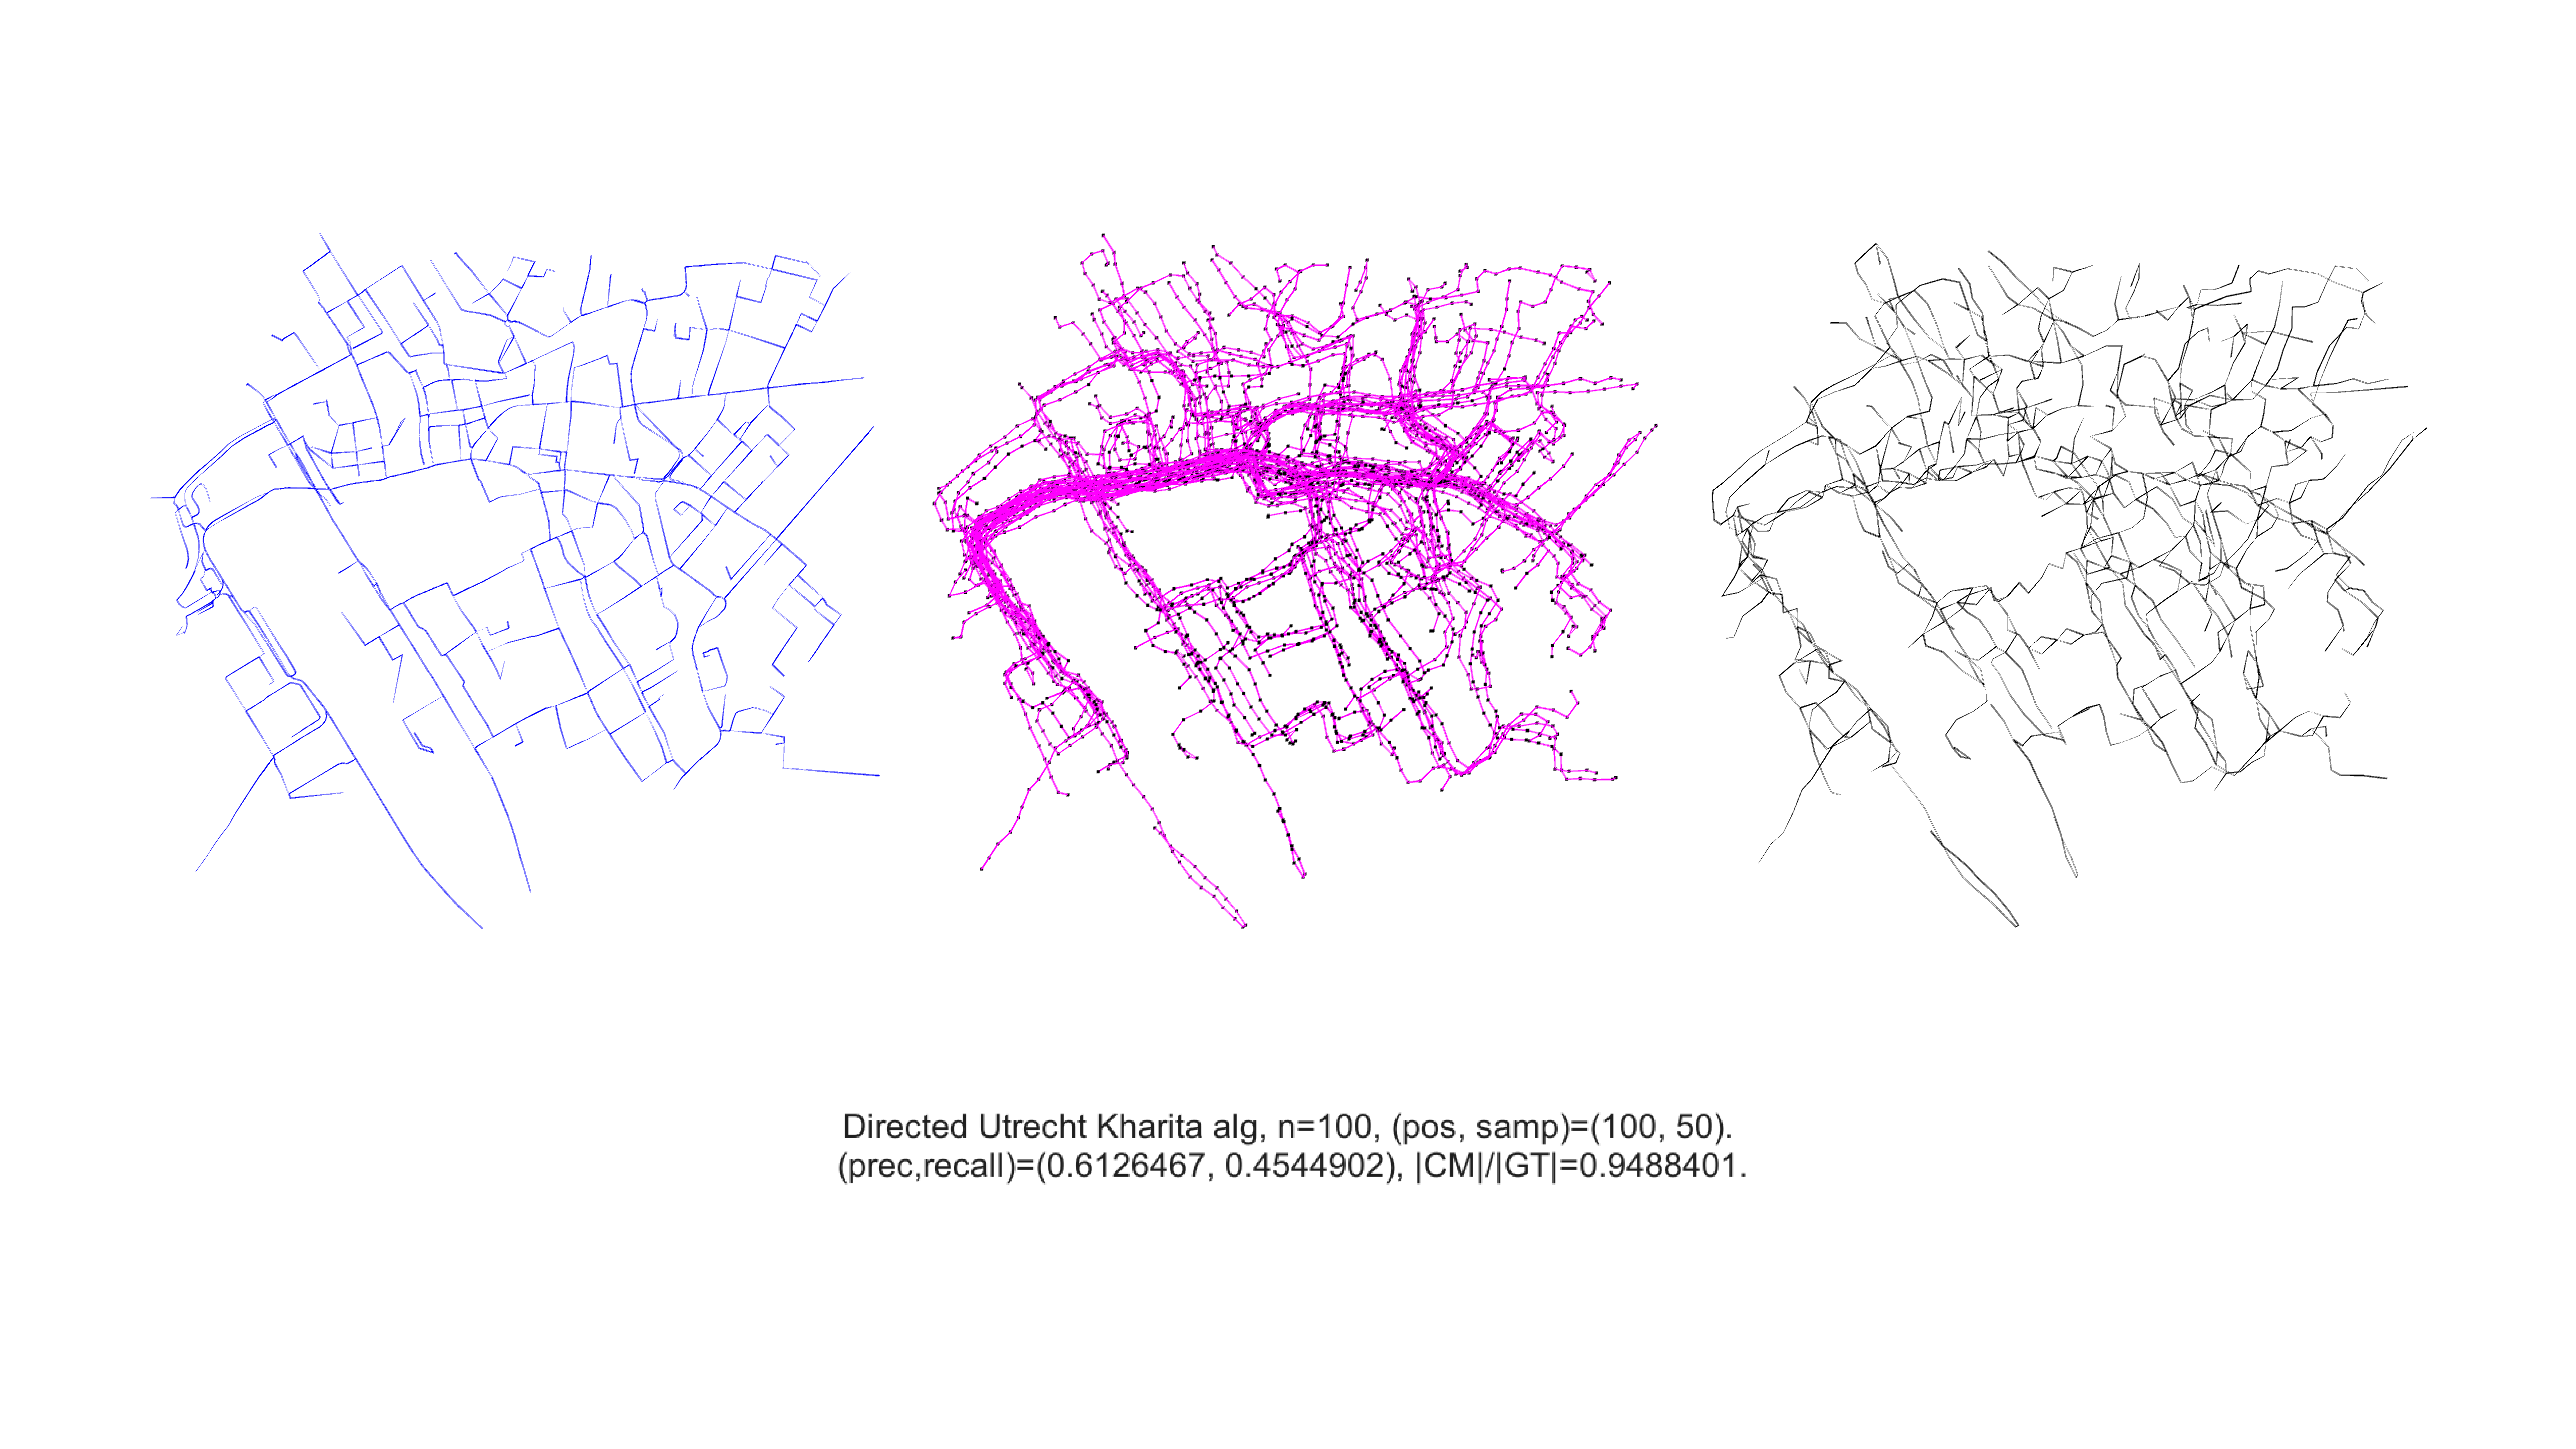 Directed Utrecht Kharita alg, n=100, (pos, samp)=(100, 50).
(prec,recall)=(0.6126467, 0.4544902), |CM|/|GT|=0.9488401.